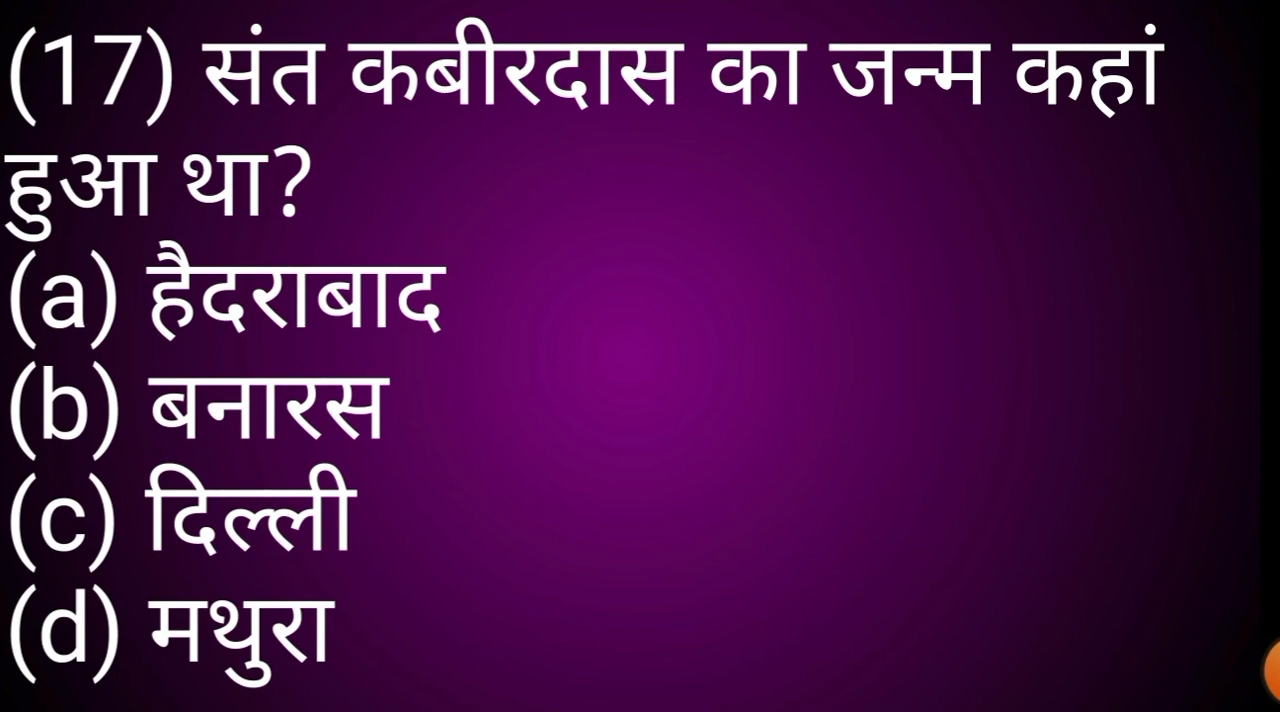 (17) संत कबीरदास का जन्म कहां
हुआ था?
(a) हैदराबाद
(b) बनारस
(c) दिल्ली
(d) मथुरा